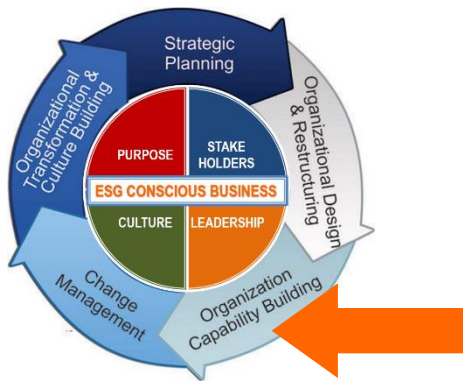 Strategic
Planning
Organizational Design
& Restructuring
Organization
Capability Building
Change
Management
Organizational
Transformation &
Culture Building
PURPOSE
STAKE
HOLDERS
ESG CONSCIOUS BUSINESS
CULTURE
LEADERSHIP